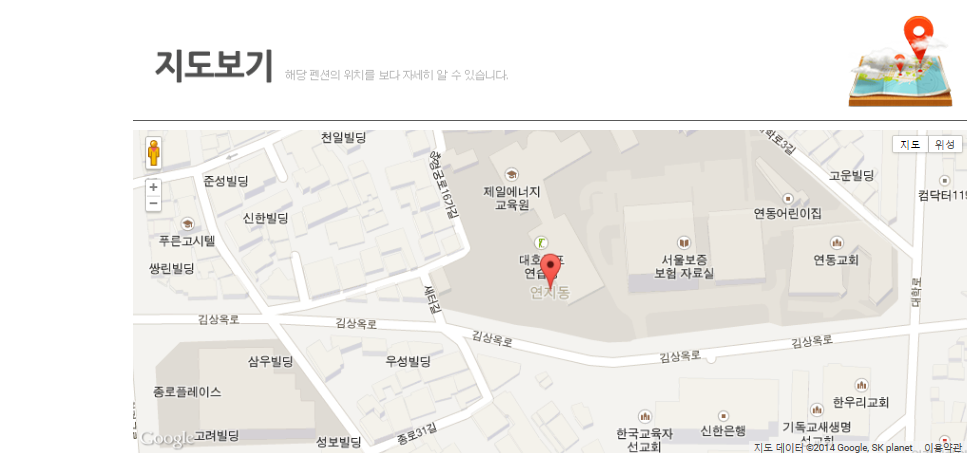 지도보기 해당 펜션의 위치를 보다 자세히 알 수 있습니다.
지도 위성
천일빌딩
준성빌딩
고운빌딩
제일에너지
교육원
신한빌딩
연동어린이집
푸른고시텔
쌍린빌딩
서울보증
보험 자료실
연동교회
연지동
새터길
대학로
김상옥로
김상옥로
김상옥로
김상옥로
김상옥로
삼우빌딩
우성빌딩
종로플레이스
한우리교회
고려빌딩
성보빌딩
종로31길
한국교육자
선교회
신한은행
기독교새생명
선교회
Google
지도 데이터 ©2014 Google, SK planet
이용약관